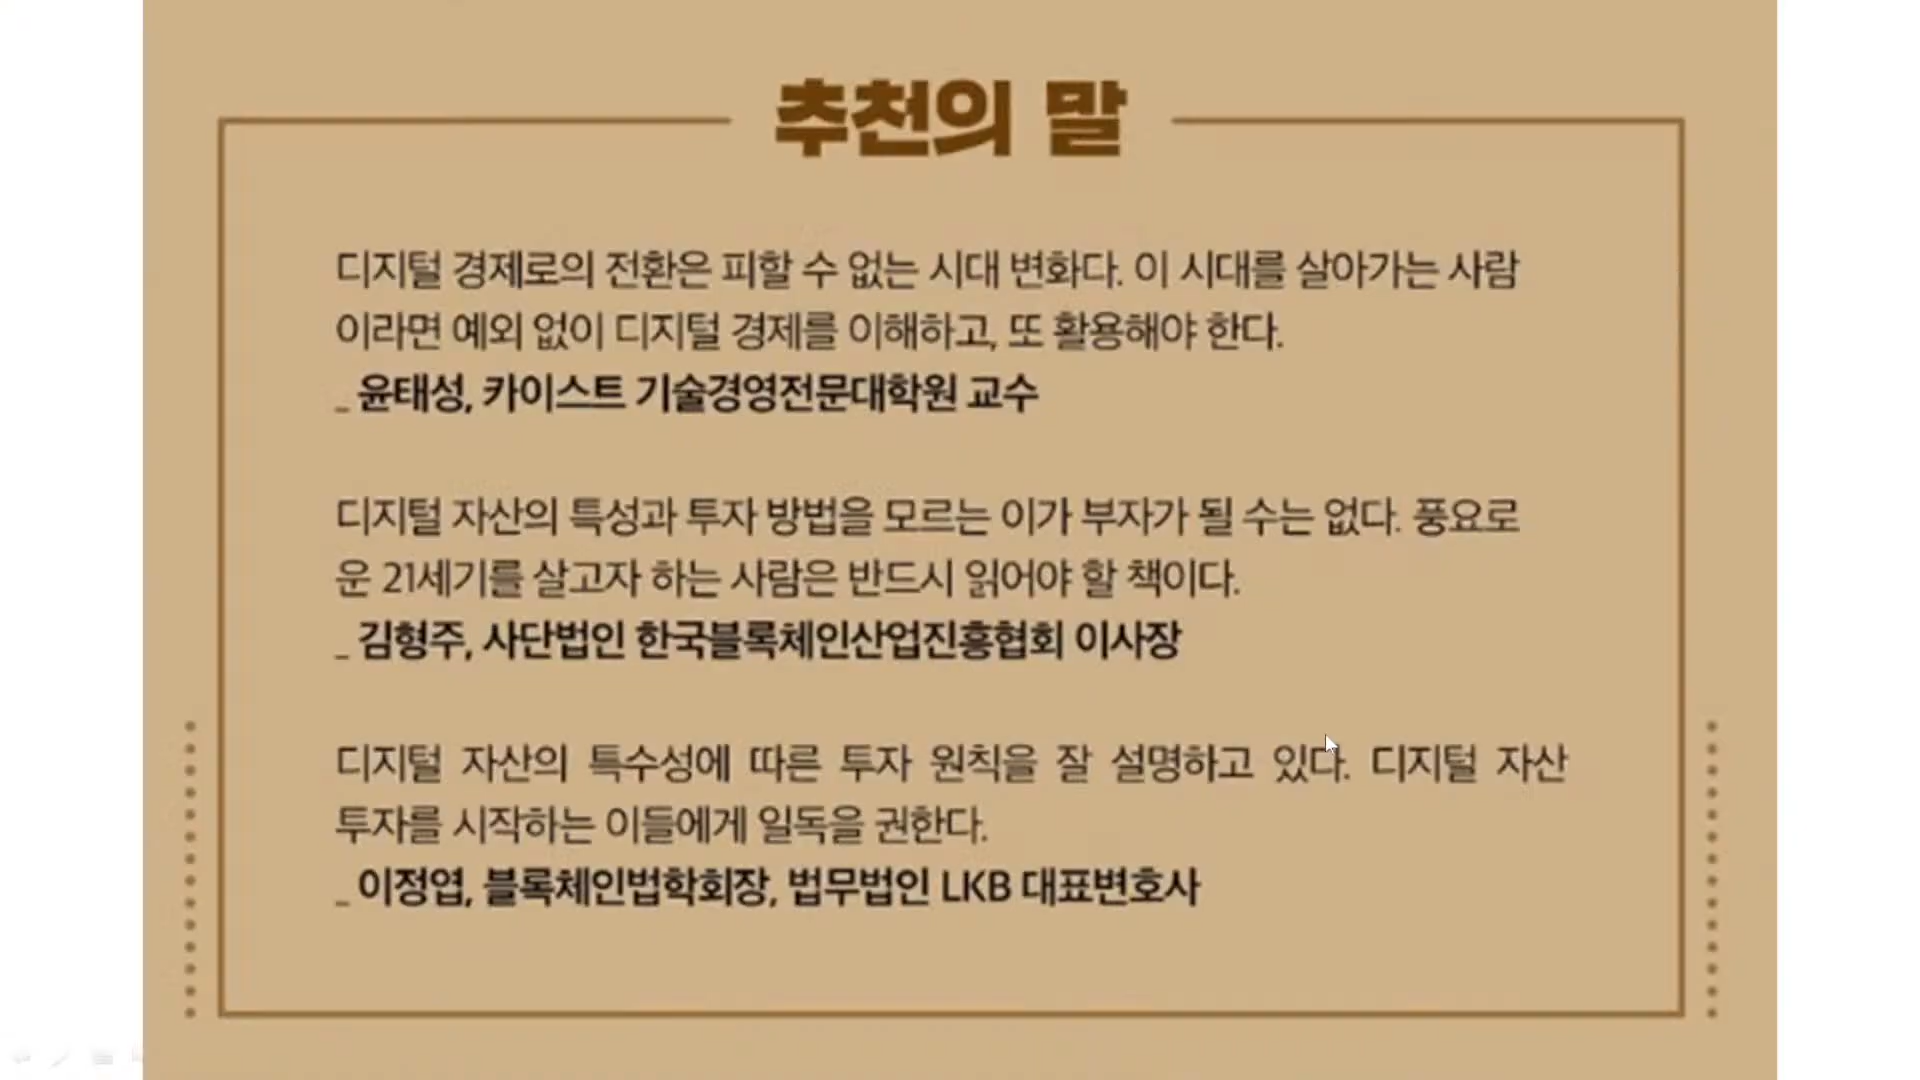 추천의 말
디지털 경제로의 전환은 피할 수 없는 시대 변화다. 이 시대를 살아가는 사람
이라면 예외 없이 디지털 경제를 이해하고, 또 활용해야 한다.
_ 윤태성, 카이스트 기술경영전문대학원 교수
디지털 자산의 특성과 투자 방법을 모르는 이가 부자가 될 수는 없다. 풍요로
운 21세기를 살고자 하는 사람은 반드시 읽어야 할 책이다.
_ 김형주, 사단법인 한국블록체인산업진흥협회 이사장
디지털 자산의 특수성에 따른 투자 원칙을 잘 설명하고 있다. 디지털 자산
투자를 시작하는 이들에게 일독을 권한다.
_ 이정엽, 블록체인법학회장, 법무법인 LKB 대표변호사